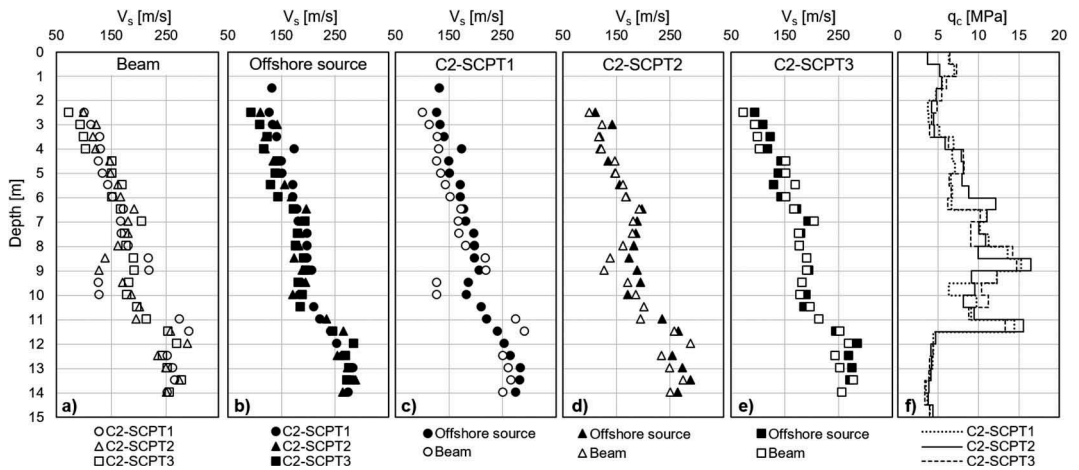 Vs [m/s] Vs [m/s] Vs [m/s] Vs [m/s] Vs [m/s] qc [MPa]
50 150 250 50 150 250 50 150 250 50 150 250 50 150 250 0 5 10 15 20
Beam Offshore source C2-SCPT1 C2-SCPT2 C2-SCPT3
Depth [m]
0
1
2
3
4
5
6
7
8
9
10
11
12
13
14
15
a) b) c) d) e) f)
C2-SCPT1 C2-SCPT1 Offshore source Offshore source Offshore source C2-SCPT1
C2-SCPT2 C2-SCPT2 Beam Beam Beam C2-SCPT2
C2-SCPT3 C2-SCPT3 C2-SCPT3